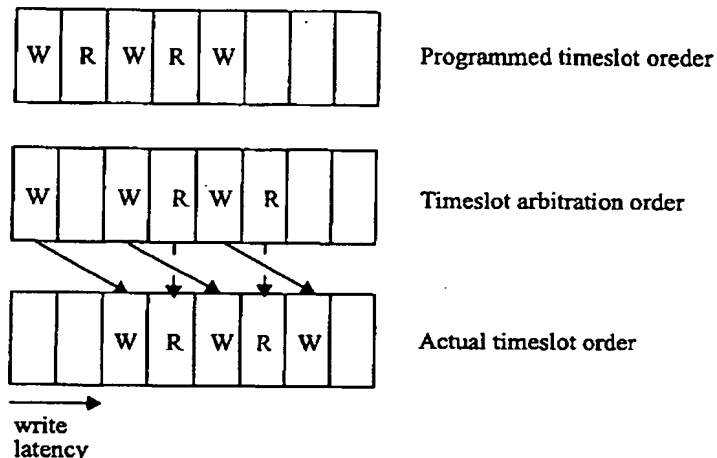 W R W R W Programmed timeslot oreder
W W R W R Timeslot arbitration order
W R W R W Actual timeslot order
write
latency